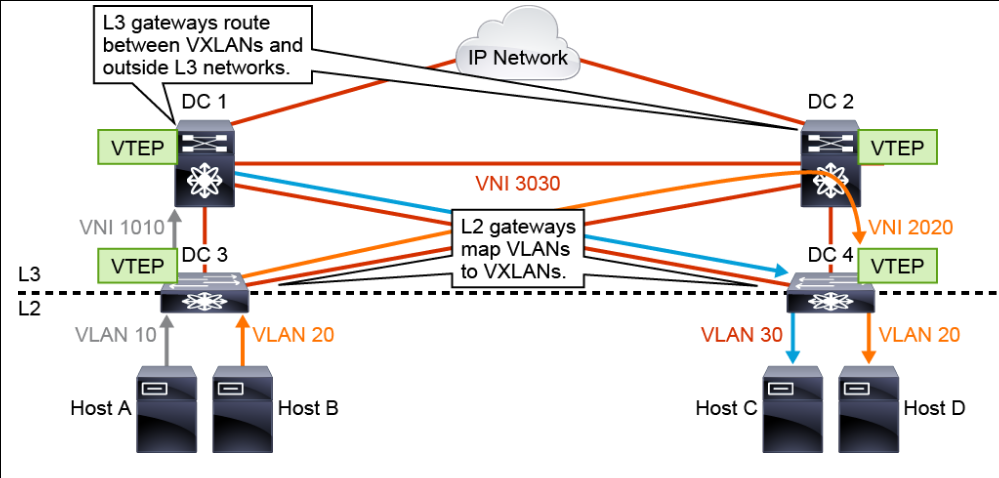 L3 gateways route
between VXLANs and
outside L3 networks.
IP Network
DC 1
DC 2
VTEP
VTEP
VNI 3030
VNI 1010
L2 gateways
map VLANs
to VXLANs.
VNI 2020
VTEP
DC 3
DC 4
VTEP
L3
L2
VLAN 10
VLAN 20
VLAN 30
VLAN 20
Host A
Host B
Host C
Host D